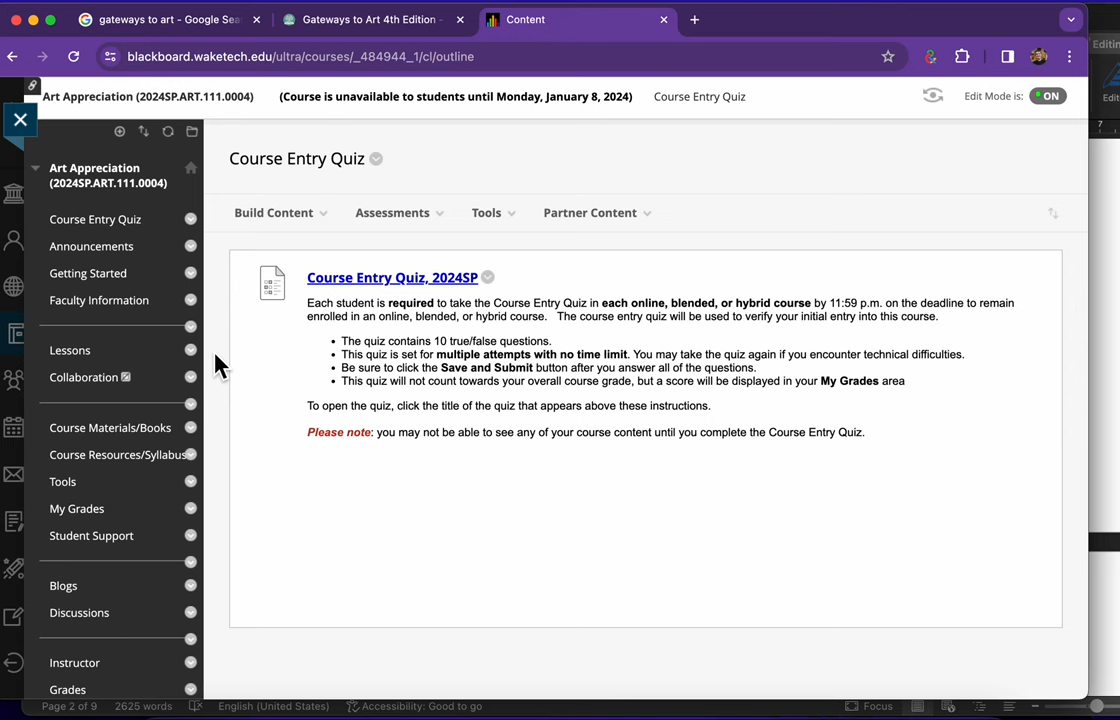 gateways to art - Google Sea
Gateways to Art 4th Edition -
Content
blackboard.waketech.edu/ultra/courses/_484944_1/cl/outline
Editin
Art Appreciation (2024SP.ART.111.0004)
(Course is unavailable to students until Monday, January 8, 2024)
Course Entry Quiz
Edit Mode is:
ON
Edit
7
Art Appreciation
(2024SP.ART.111.0004)
Course Entry Quiz
Announcements
Getting Started
Faculty Information
Lessons
Collaboration
Course Materials/Books
Course Resources/Syllabus
Tools
My Grades
Student Support
Blogs
Discussions
Instructor
Grades
Course Entry Quiz
Build Content
Assessments
Tools
Partner Content
Course Entry Quiz, 2024SP
Each student is required to take the Course Entry Quiz in each online, blended, or hybrid course by 11:59 p.m. on the deadline to remain
enrolled in an online, blended, or hybrid course. The course entry quiz will be used to verify your initial entry into this course.
• The quiz contains 10 true/false questions.
• This quiz is set for multiple attempts with no time limit. You may take the quiz again if you encounter technical difficulties.
• Be sure to click the Save and Submit button after you answer all of the questions.
• This quiz will not count towards your overall course grade, but a score will be displayed in your My Grades area
To open the quiz, click the title of the quiz that appears above these instructions.
Please note: you may not be able to see any of your course content until you complete the Course Entry Quiz.
Page 2 of 9
2625 words
English (United States)
Accessibility: Good to go
Focus